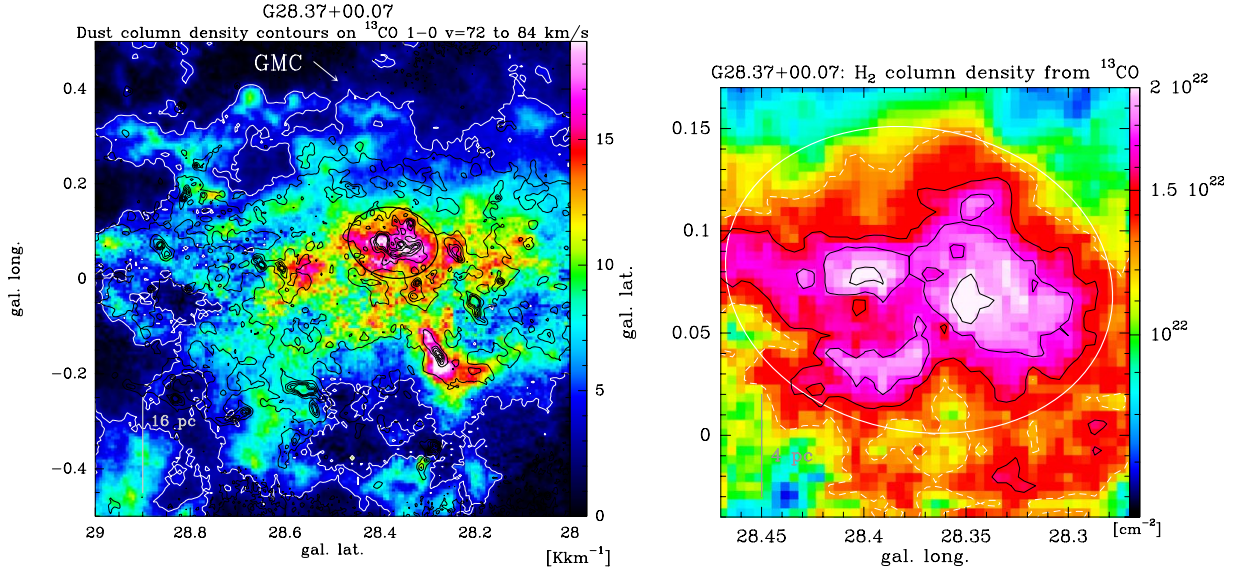 G28.37+00.07
Dust column density contours on ¹³CO 1−0 v=72 to 84 km/s
GMC
0.4
0.2
0
−0.2
−0.4
gal. long.
16 pc
29
28.8
28.6
28.4
28.2
28
gal. lat.
15
10
5
0
[Kkm⁻¹]
G28.37+00.07: H₂ column density from ¹³CO
0.15
0.1
0.05
0
gal. lat.
4 pc
28.45
28.4
28.35
28.3
gal. long.
2 10²²
1.5 10²²
10²²
[cm⁻²]